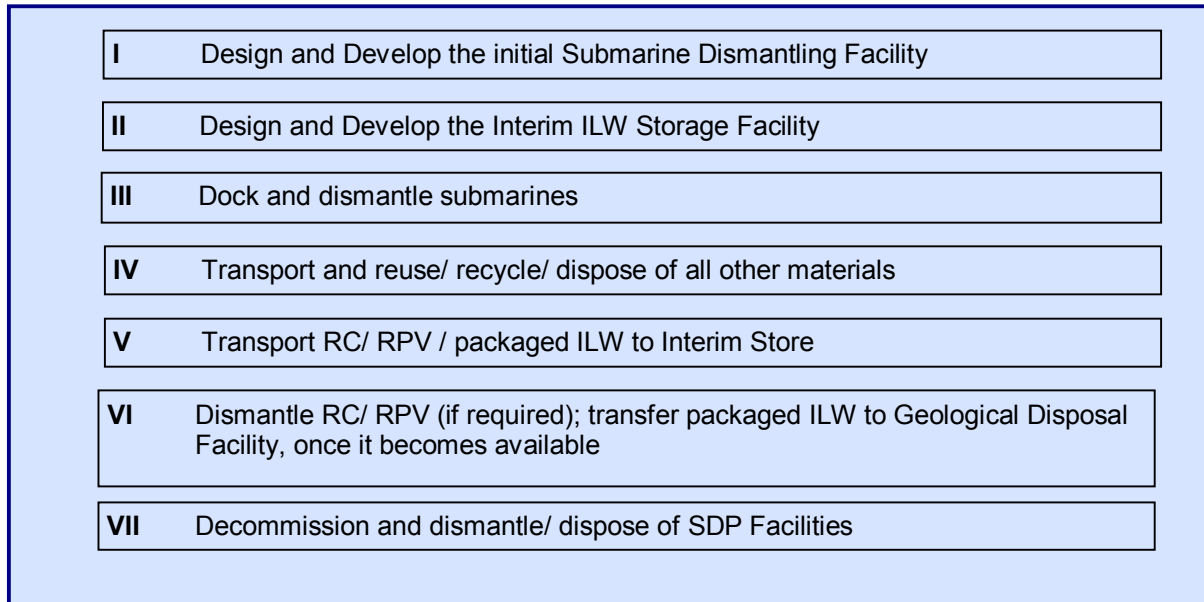 I Design and Develop the initial Submarine Dismantling Facility
II Design and Develop the Interim ILW Storage Facility
III Dock and dismantle submarines
IV Transport and reuse/ recycle/ dispose of all other materials
V Transport RC/ RPV / packaged ILW to Interim Store
VI Dismantle RC/ RPV (if required); transfer packaged ILW to Geological Disposal
Facility, once it becomes available
VII Decommission and dismantle/ dispose of SDP Facilities